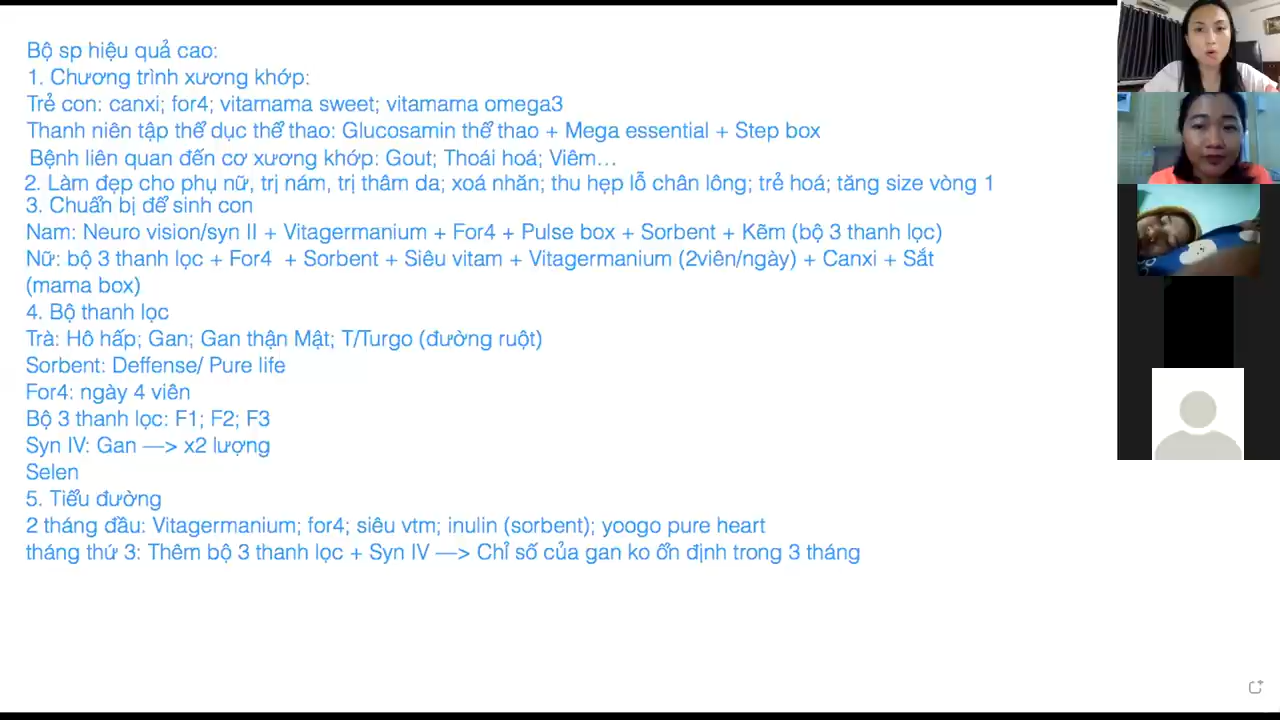 Bộ sp hiệu quả cao:
1. Chương trình xương khớp:
Trẻ con: canxi; for4; vitamama sweet; vitamama omega3
Thanh niên tập thể dục thể thao: Glucosamin thể thao + Mega essential + Step box
Bệnh liên quan đến cơ xương khớp: Gout; Thoái hoá; Viêm...
2. Làm đẹp cho phụ nữ, trị nám, trị thâm da; xoá nhăn; thu hẹp lỗ chân lông; trẻ hoá; tăng size vòng 1
3. Chuẩn bị để sinh con
Nam: Neuro vision/syn II + Vitagermanium + For4 + Pulse box + Sorbent + Kẽm (bộ 3 thanh lọc)
Nữ: bộ 3 thanh lọc + For4 + Sorbent + Siêu vitam + Vitagermanium (2viên/ngày) + Canxi + Sắt
(mama box)
4. Bộ thanh lọc
Trà: Hô hấp; Gan; Gan thận Mật; T/Turgo (đường ruột)
Sorbent: Deffense/ Pure life
For4: ngày 4 viên
Bộ 3 thanh lọc: F1; F2; F3
Syn IV: Gan —> x2 lượng
Selen
5. Tiểu đường
2 tháng đầu: Vitagermanium; for4; siêu vtm; inulin (sorbent); yoogo pure heart
tháng thứ 3: Thêm bộ 3 thanh lọc + Syn IV —> Chỉ số của gan ko ổn định trong 3 tháng